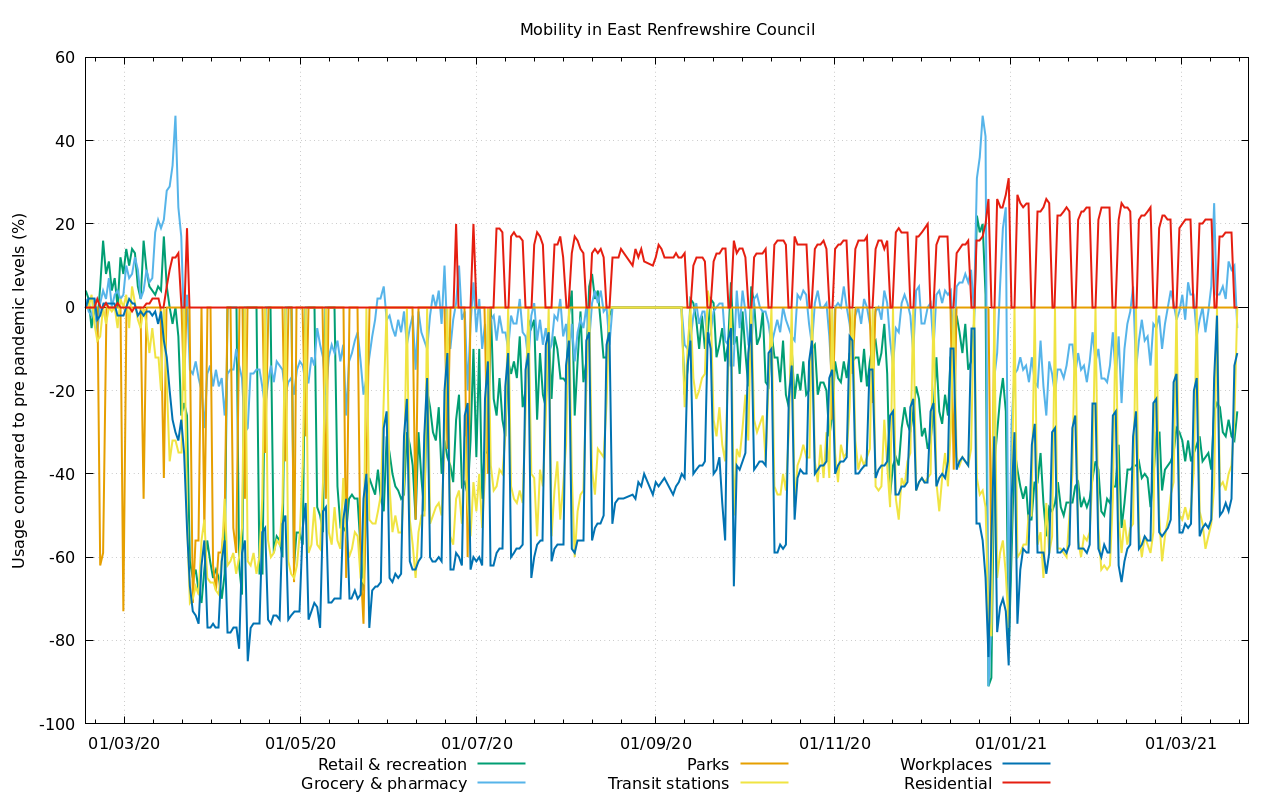 Mobility in East Renfrewshire Council
Usage compared to pre pandemic levels (%)
60
40
20
0
-20
-40
-60
-80
-100
01/03/20 01/05/20 01/07/20 01/09/20 01/11/20 01/01/21 01/03/21
Retail & recreation Parks Workplaces
Grocery & pharmacy Transit stations Residential